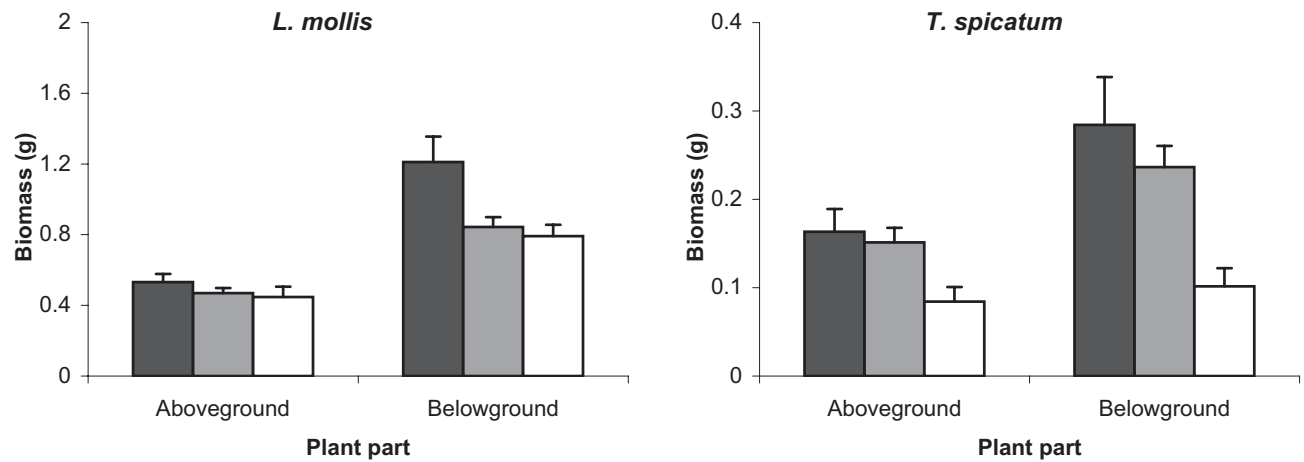 L. mollis
2
1.6
1.2
0.8
0.4
0
Biomass (g)
Aboveground Belowground
Plant part
T. spicatum
0.4
0.3
0.2
0.1
0
Biomass (g)
Aboveground Belowground
Plant part